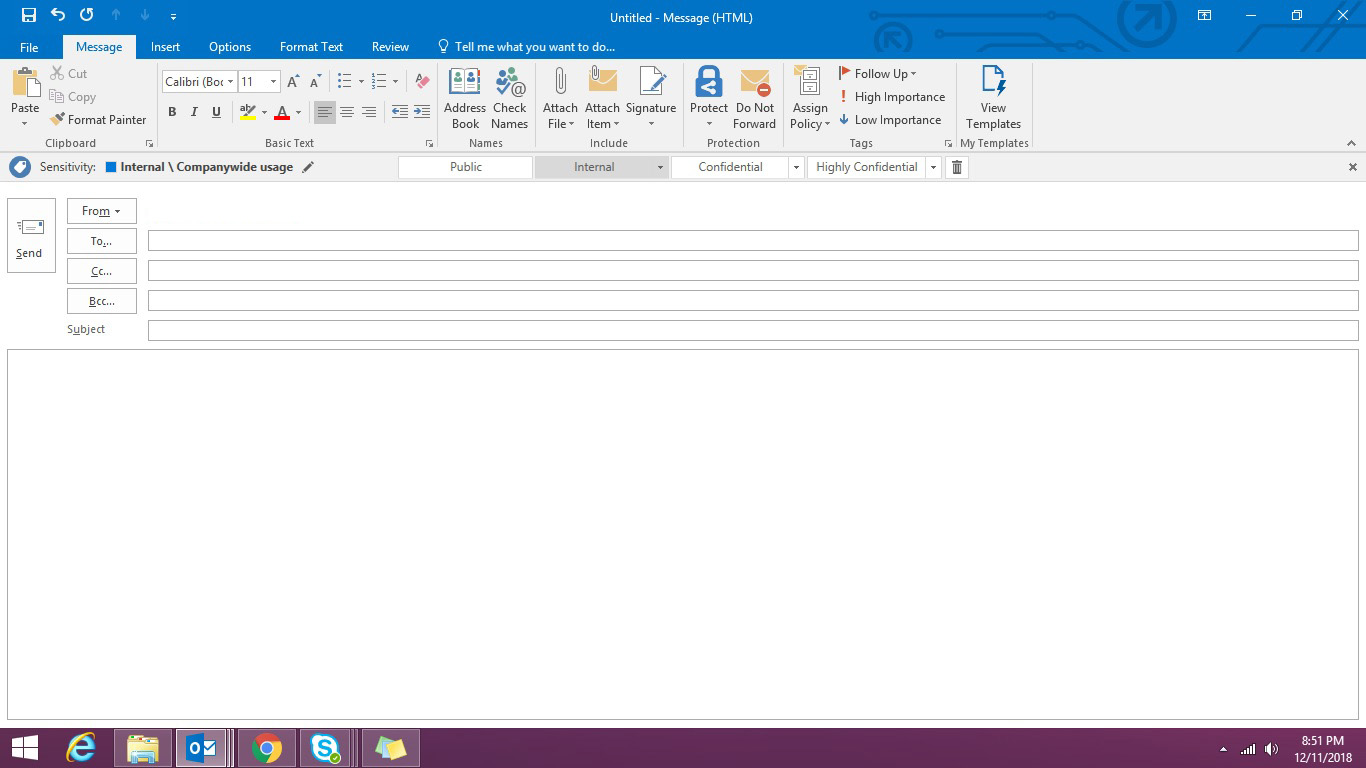 Untitled - Message (HTML)
File Message Insert Options Format Text Review Tell me what you want to do...
Paste
Cut
Copy
Format Painter
Clipboard
Calibri (Boc 11
B I U ab A
Basic Text
Address Book
Check Names
Names
Attach File
Attach Item
Signature
Include
Protect
Do Not Forward
Protection
Assign Policy
Follow Up
High Importance
Low Importance
Tags
View Templates
My Templates
Sensitivity: Internal \ Companywide usage Public Internal Confidential Highly Confidential
Send
From
To...
Cc...
Bcc...
Subject
8:51 PM
12/11/2018